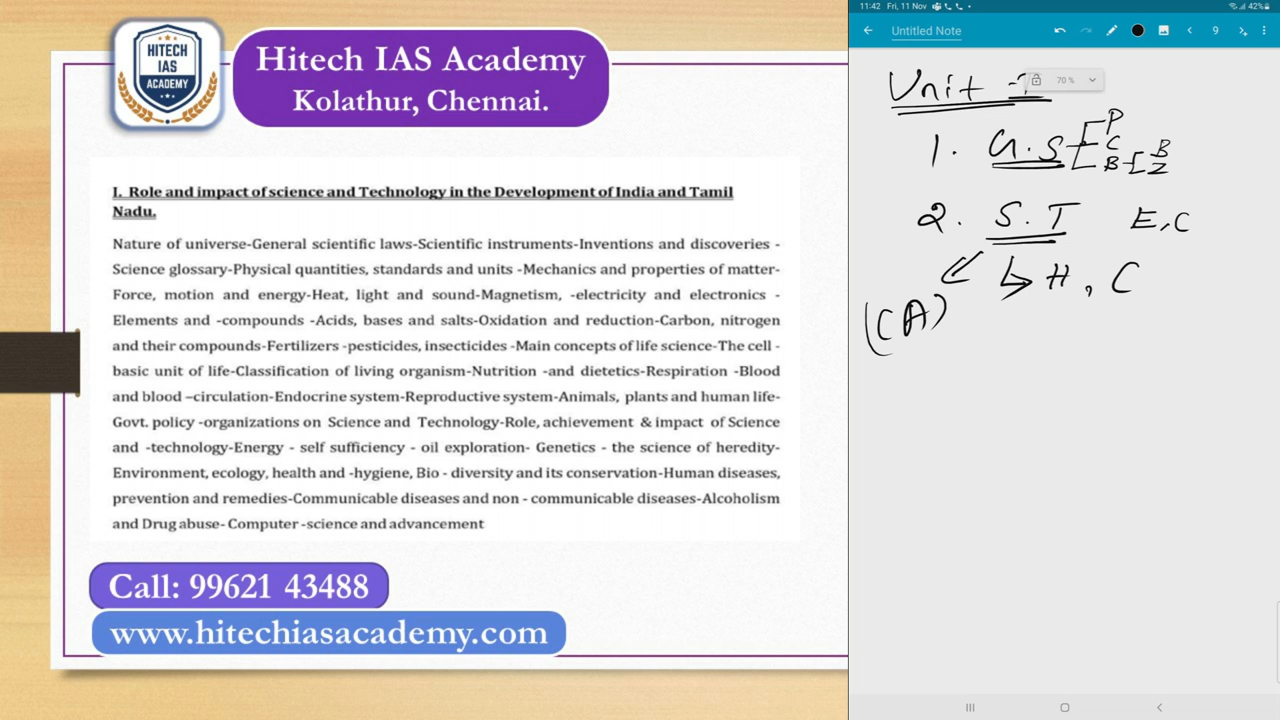 HITECH
IAS
ACADEMY
Hitech IAS Academy
Kolathur, Chennai.
I. Role and impact of science and Technology in the Development of India and Tamil
Nadu.
Nature of universe-General scientific laws-Scientific instruments-Inventions and discoveries -
Science glossary-Physical quantities, standards and units -Mechanics and properties of matter-
Force, motion and energy-Heat, light and sound-Magnetism, -electricity and electronics -
Elements and -compounds -Acids, bases and salts-Oxidation and reduction-Carbon, nitrogen
and their compounds-Fertilizers -pesticides, insecticides -Main concepts of life science-The cell -
basic unit of life-Classification of living organism-Nutrition -and dietetics-Respiration -Blood
and blood –circulation-Endocrine system-Reproductive system-Animals, plants and human life-
Govt. policy -organizations on Science and Technology-Role, achievement & impact of Science
and -technology-Energy - self sufficiency - oil exploration- Genetics - the science of heredity-
Environment, ecology, health and -hygiene, Bio - diversity and its conservation-Human diseases,
prevention and remedies-Communicable diseases and non - communicable diseases-Alcoholism
and Drug abuse- Computer -science and advancement
Call: 99621 43488
www.hitechiasacademy.com
11:42 Fri, 11 Nov
42%
Untitled Note
9
70 %
Unit -
1. G.S P
C
B B
Z
2. S.T E, C
H, C
(CA)